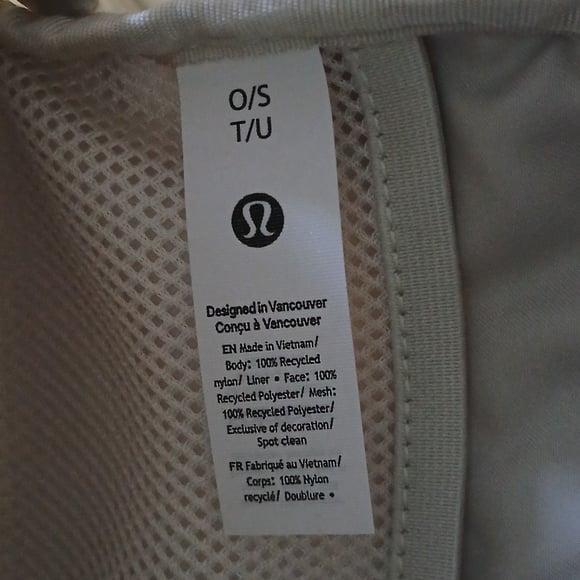 O/S
T/U
Designed in Vancouver
Conçu à Vancouver
EN Made in Vietnam/
Body: 100% Recycled
nylon/ Liner • Face: 100%
Recycled Polyester/ Mesh:
100% Recycled Polyester/
Exclusive of decoration/
Spot clean
FR Fabriqué au Vietnam/
Corps: 100% Nylon
recyclé/ Doublure •